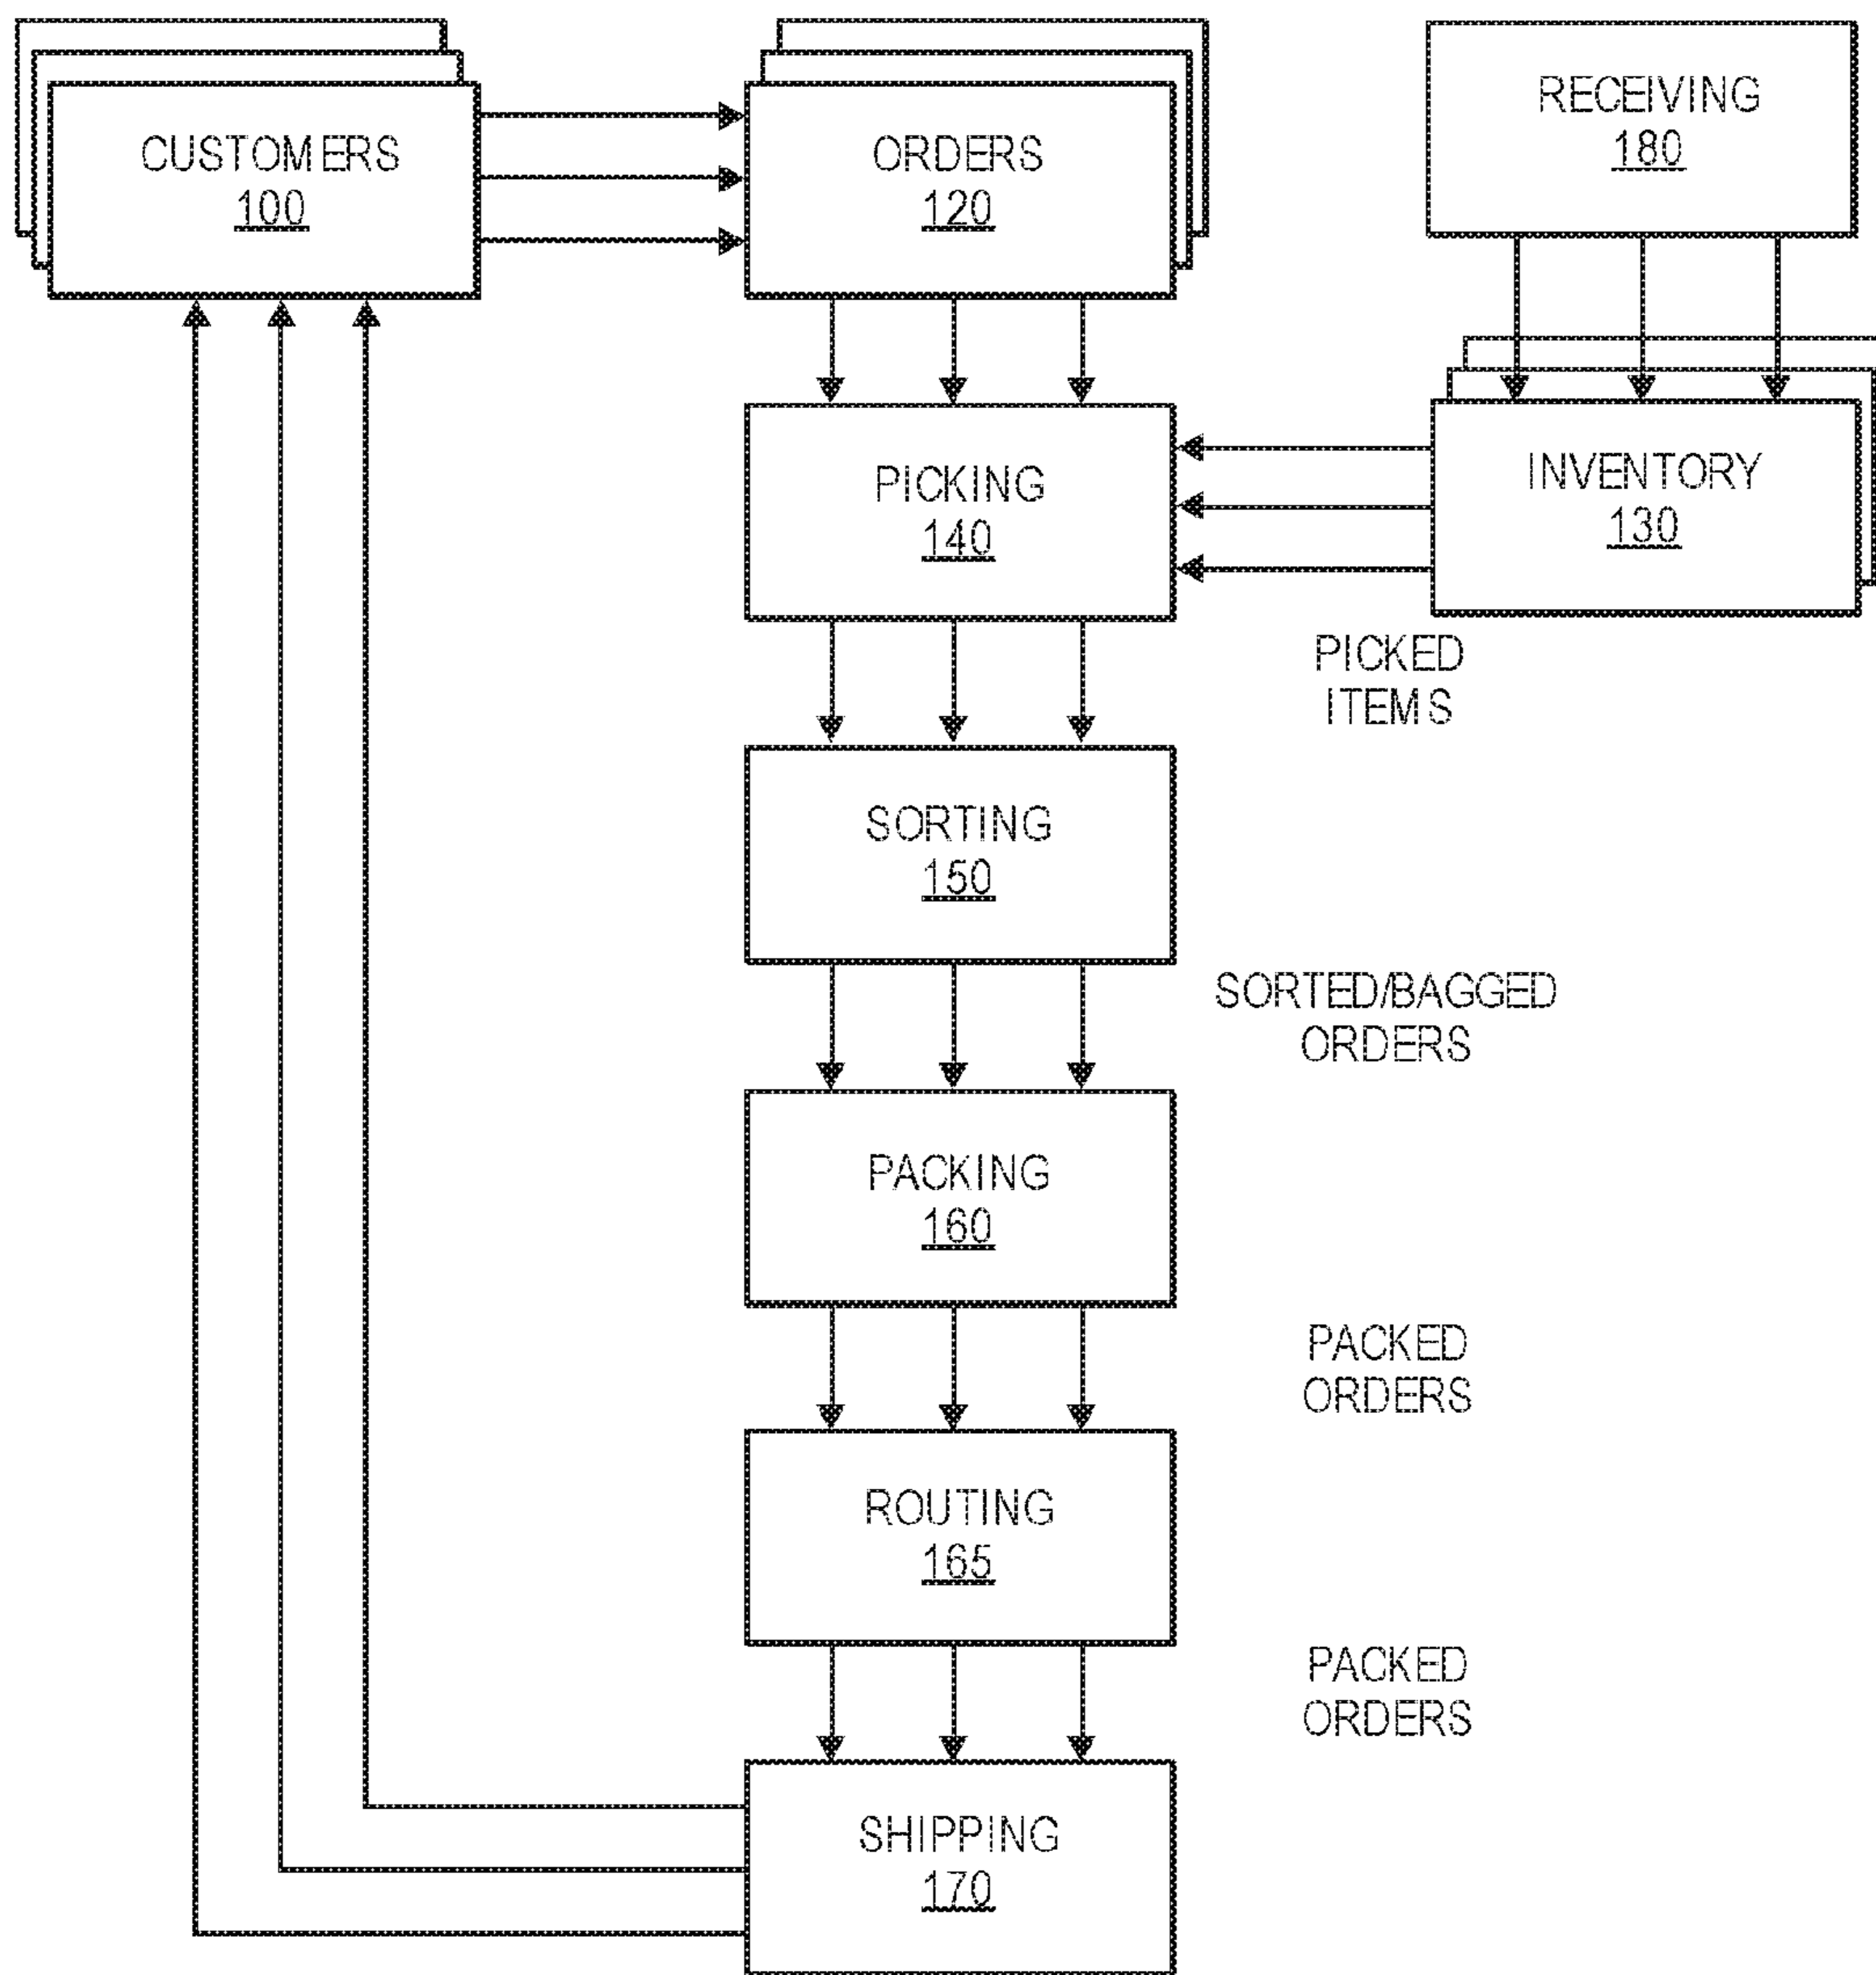 CUSTOMERS
100
ORDERS
120
RECEIVING
180
PICKING
140
INVENTORY
130
PICKED
ITEMS
SORTING
150
SORTED/BAGGED
ORDERS
PACKING
160
PACKED
ORDERS
ROUTING
165
PACKED
ORDERS
SHIPPING
170